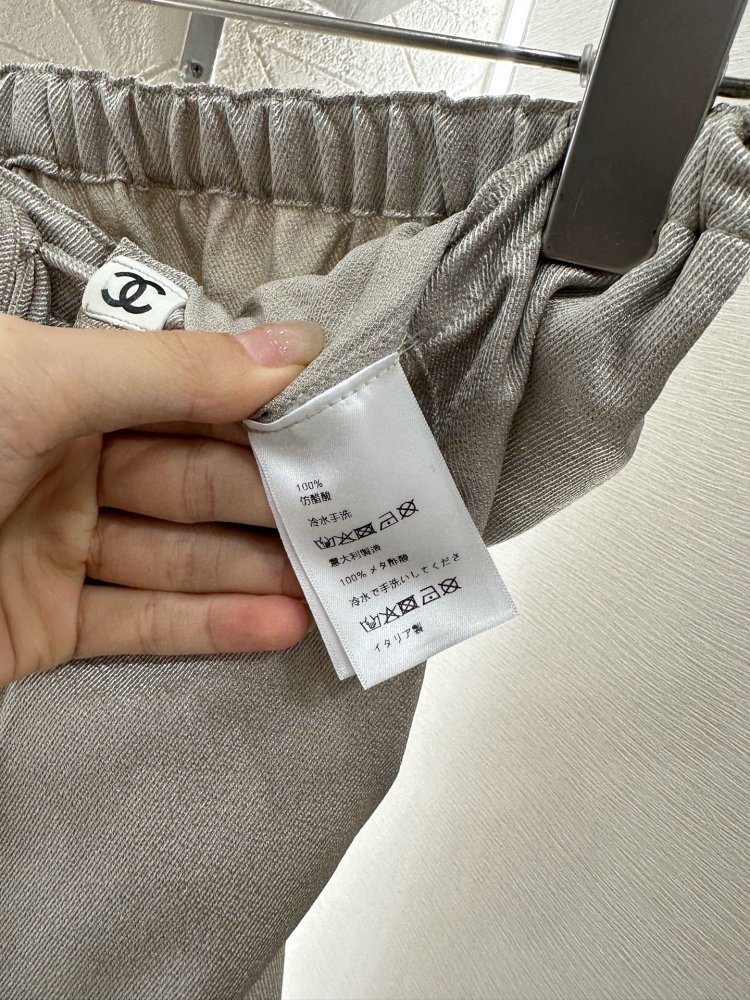 100%
仿醋酸
冷水手洗
意大利製造
100% メタ酢酸
冷水で手洗いしてくださ
イタリア製